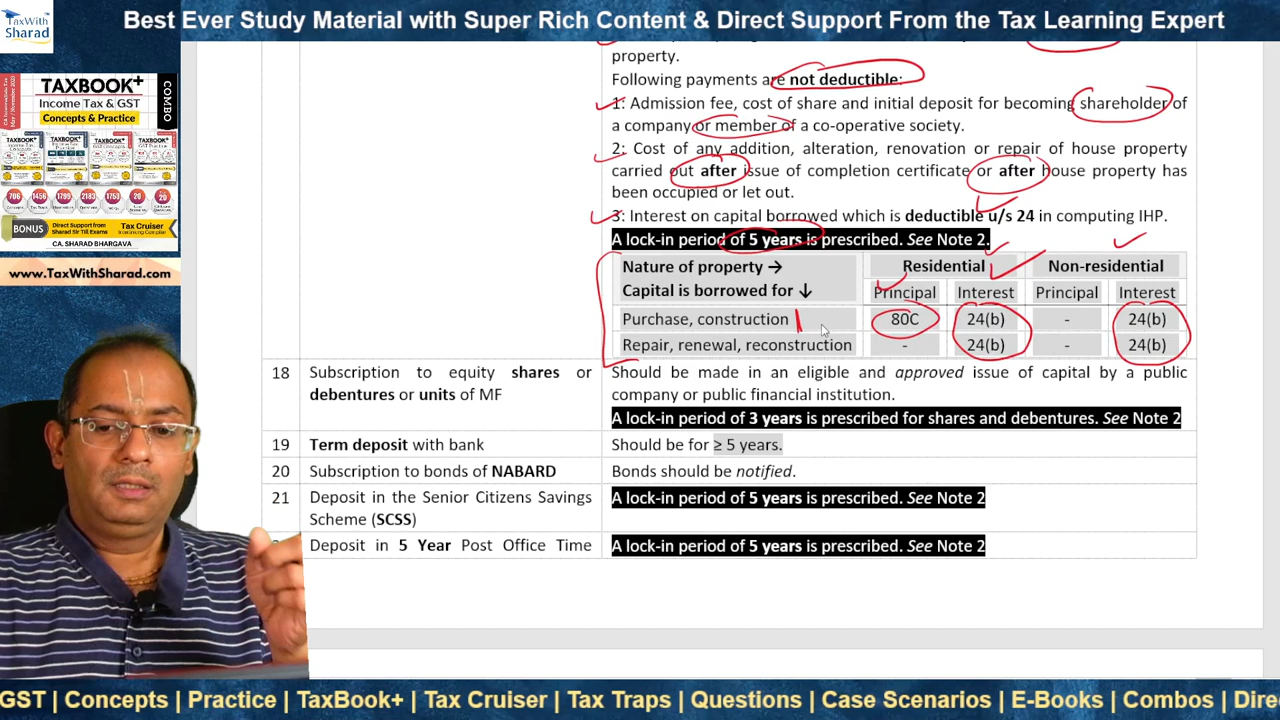 Best Ever Study Material with Super Rich Content & Direct Support From the Tax Learning Expert
TaxWith
Sharad
TAXBOOK+
Income Tax & GST
Concepts & Practice
COMBO
BONUS
Direct Support from
Sharad Sir Till Exams
Tax Cruiser
CA. SHARAD BHARGAVA
www.TaxWithSharad.com
property.
Following payments are not deductible:
1: Admission fee, cost of share and initial deposit for becoming shareholder of
a company or member of a co-operative society.
2: Cost of any addition, alteration, renovation or repair of house property
carried out after issue of completion certificate or after house property has
been occupied or let out.
3: Interest on capital borrowed which is deductible u/s 24 in computing IHP.
A lock-in period of 5 years is prescribed. See Note 2.
Nature of property → Residential Non-residential
Capital is borrowed for ↓ Principal Interest Principal Interest
Purchase, construction 80C 24(b) - 24(b)
Repair, renewal, reconstruction - 24(b) - 24(b)
18 Subscription to equity shares or Should be made in an eligible and approved issue of capital by a public
debentures or units of MF company or public financial institution.
A lock-in period of 3 years is prescribed for shares and debentures. See Note 2
19 Term deposit with bank Should be for ≥ 5 years.
20 Subscription to bonds of NABARD Bonds should be notified.
21 Deposit in the Senior Citizens Savings A lock-in period of 5 years is prescribed. See Note 2
Scheme (SCSS)
Deposit in 5 Year Post Office Time A lock-in period of 5 years is prescribed. See Note 2
GST | Concepts | Practice | TaxBook+ | Tax Cruiser | Tax Traps | Questions | Case Scenarios | E-Books | Combos | Dire